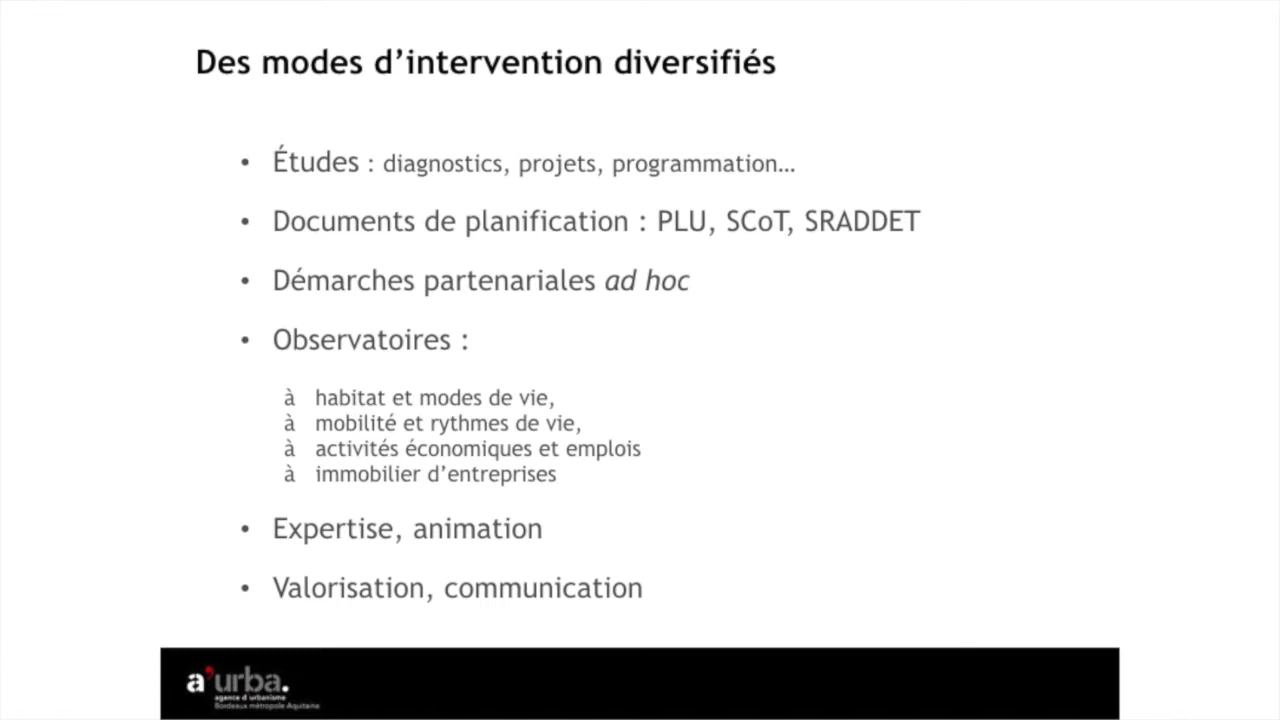 Des modes d’intervention diversifiés
• Études : diagnostics, projets, programmation…
• Documents de planification : PLU, SCoT, SRADDET
• Démarches partenariales ad hoc
• Observatoires :
à habitat et modes de vie,
à mobilité et rythmes de vie,
à activités économiques et emplois
à immobilier d’entreprises
• Expertise, animation
• Valorisation, communication
a’urba.
agence d’urbanisme
Bordeaux métropole Aquitaine